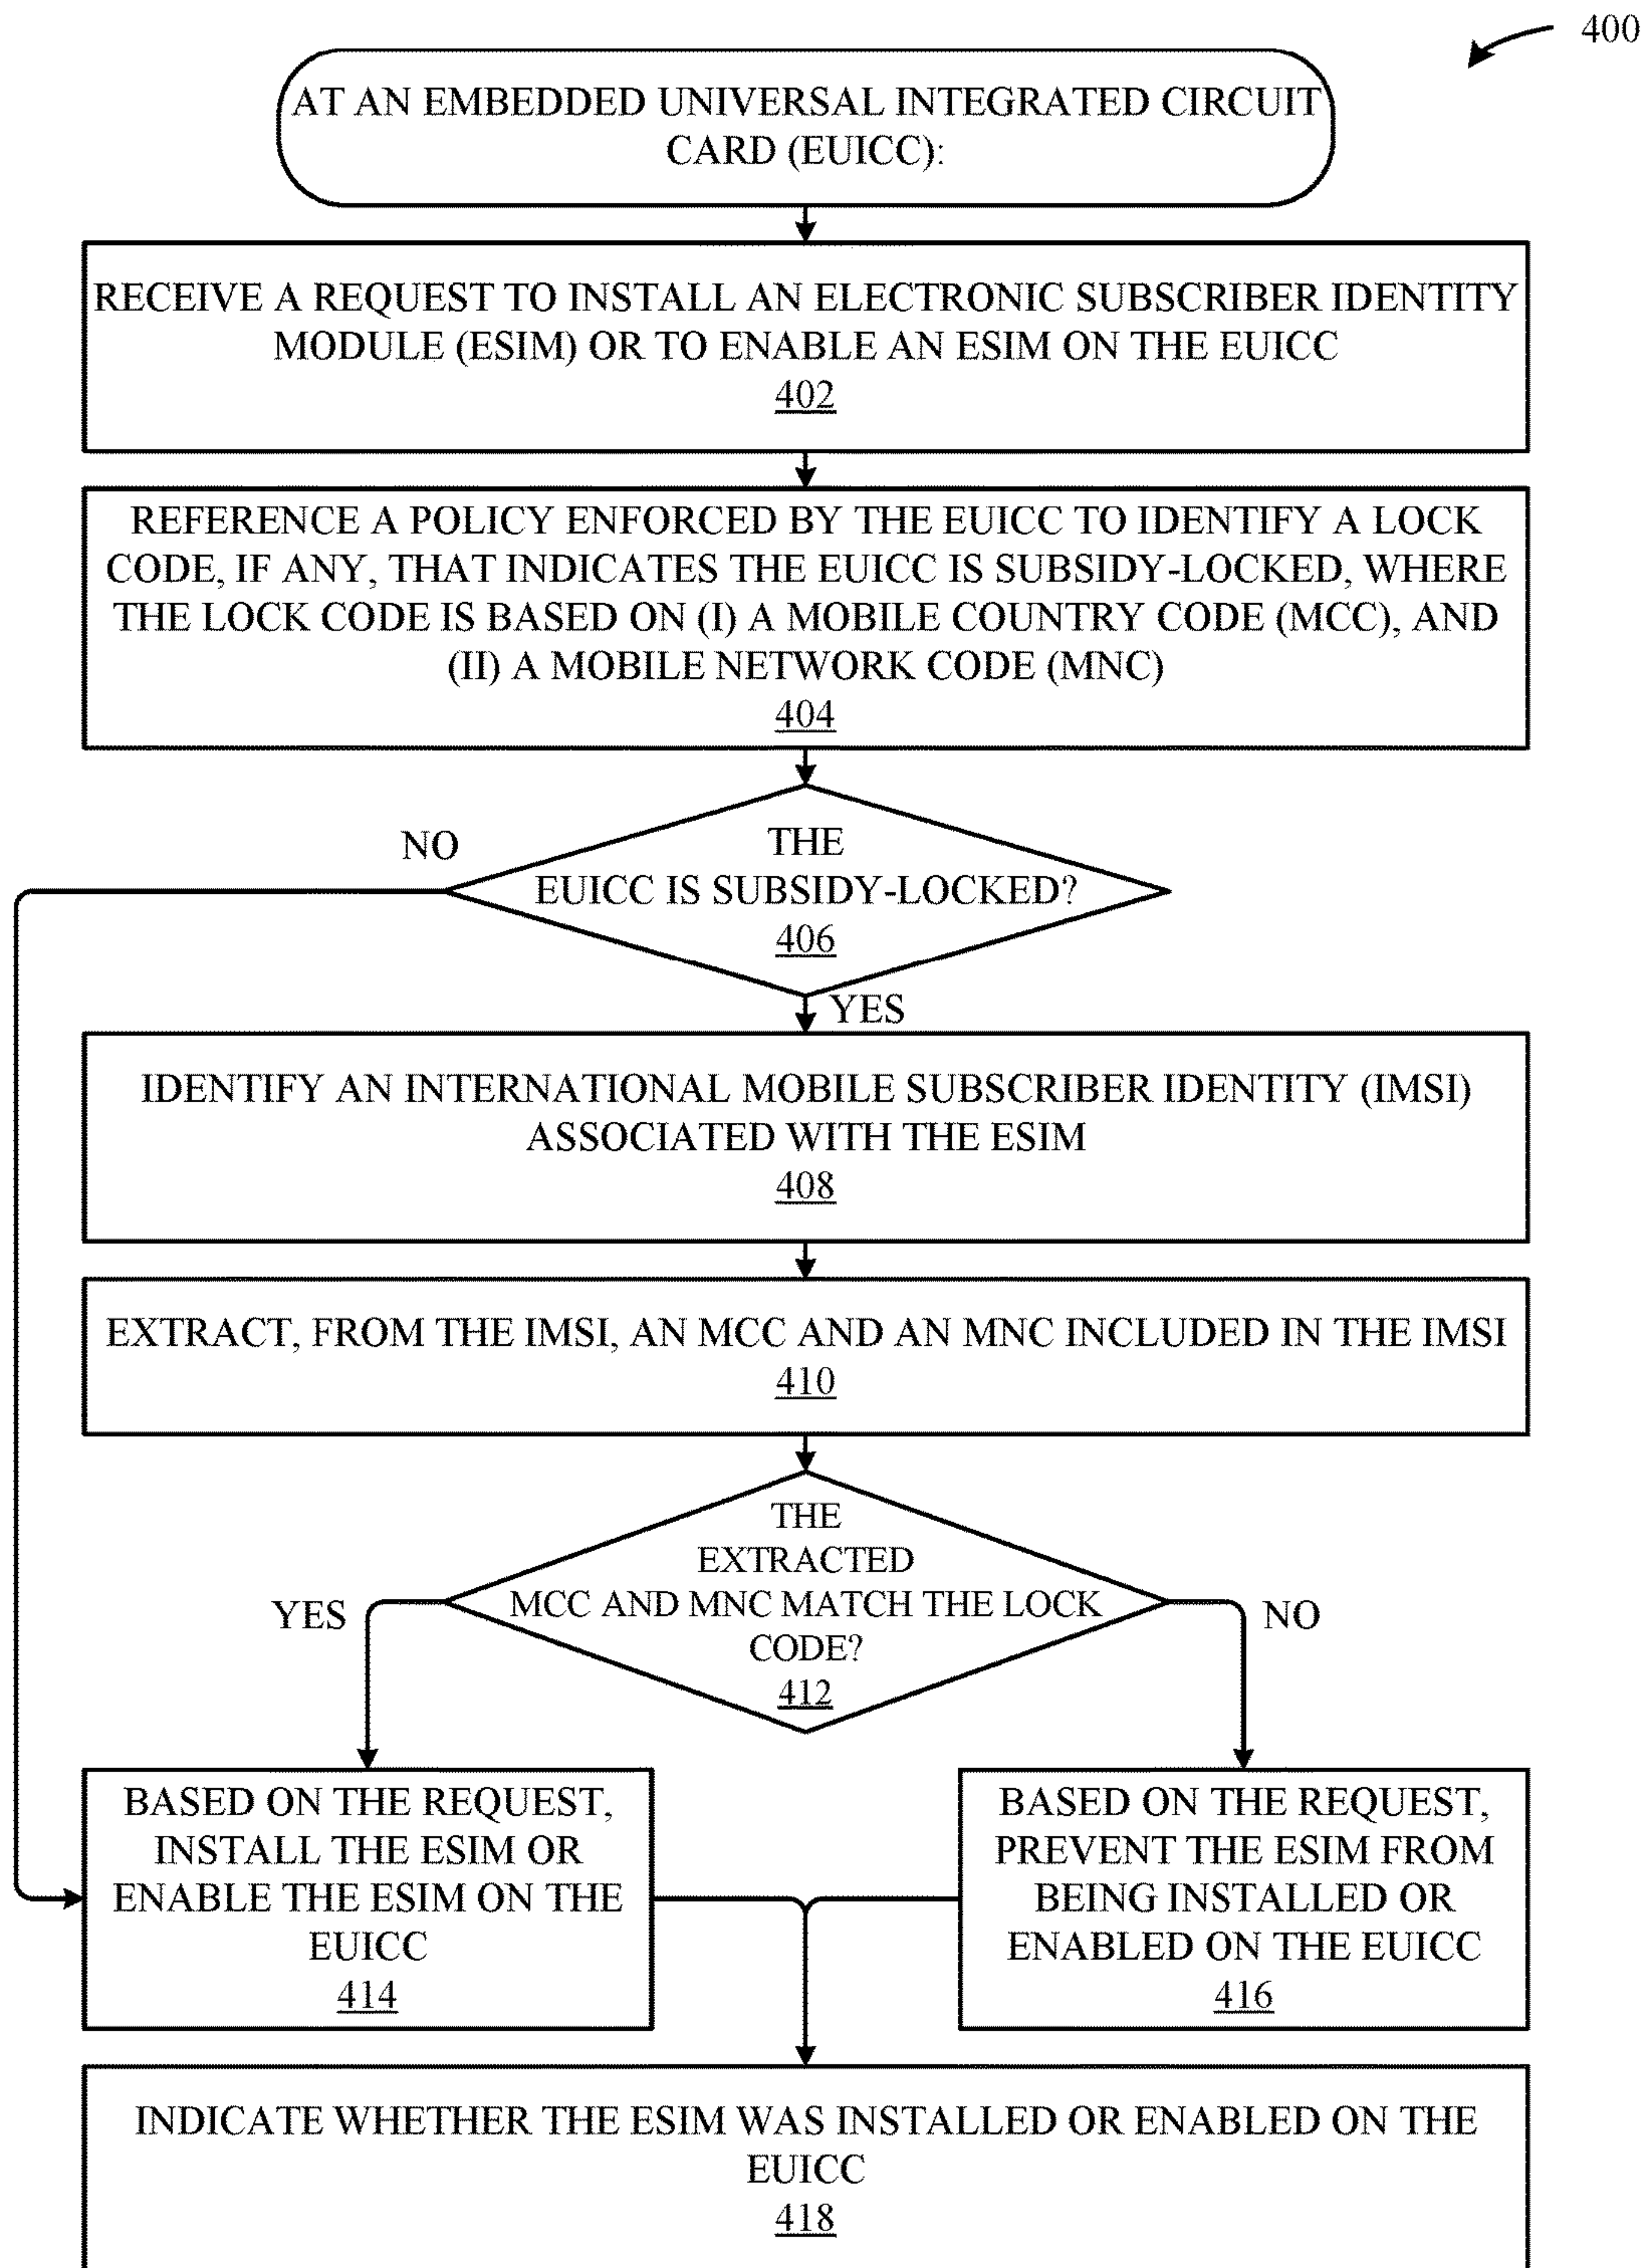 400
AT AN EMBEDDED UNIVERSAL INTEGRATED CIRCUIT
CARD (EUICC):
RECEIVE A REQUEST TO INSTALL AN ELECTRONIC SUBSCRIBER IDENTITY
MODULE (ESIM) OR TO ENABLE AN ESIM ON THE EUICC
402
REFERENCE A POLICY ENFORCED BY THE EUICC TO IDENTIFY A LOCK
CODE, IF ANY, THAT INDICATES THE EUICC IS SUBSIDY-LOCKED, WHERE
THE LOCK CODE IS BASED ON (I) A MOBILE COUNTRY CODE (MCC), AND
(II) A MOBILE NETWORK CODE (MNC)
404
NO
THE
EUICC IS SUBSIDY-LOCKED?
406
YES
IDENTIFY AN INTERNATIONAL MOBILE SUBSCRIBER IDENTITY (IMSI)
ASSOCIATED WITH THE ESIM
408
EXTRACT, FROM THE IMSI, AN MCC AND AN MNC INCLUDED IN THE IMSI
410
THE
EXTRACTED
MCC AND MNC MATCH THE LOCK
CODE?
412
YES
NO
BASED ON THE REQUEST,
INSTALL THE ESIM OR
ENABLE THE ESIM ON THE
EUICC
414
BASED ON THE REQUEST,
PREVENT THE ESIM FROM
BEING INSTALLED OR
ENABLED ON THE EUICC
416
INDICATE WHETHER THE ESIM WAS INSTALLED OR ENABLED ON THE
EUICC
418